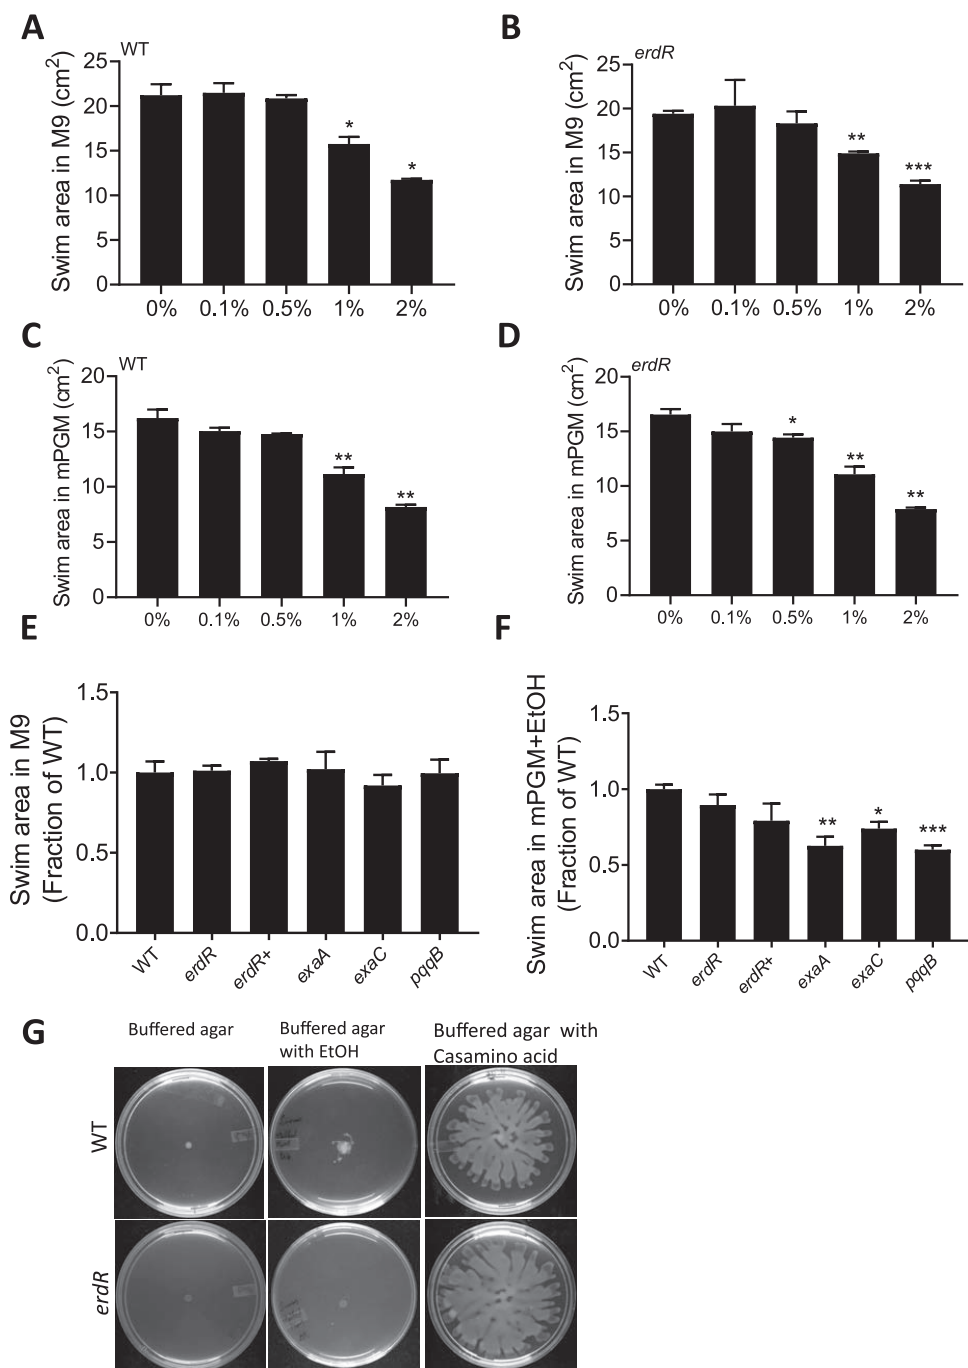 A
WT
Swim area in M9 (cm²)
25
20
15
10
5
0
*
*
0% 0.1% 0.5% 1% 2%
B
erdR
Swim area in M9 (cm²)
25
20
15
10
5
0
**
***
0% 0.1% 0.5% 1% 2%
C
WT
Swim area in mPGM (cm²)
20
15
10
5
0
**
**
0% 0.1% 0.5% 1% 2%
D
erdR
Swim area in mPGM (cm²)
20
15
10
5
0
*
**
**
0% 0.1% 0.5% 1% 2%
E
Swim area in M9
(Fraction of WT)
1.5
1.0
0.5
0.0
WT erdR erdR+ exaA exaC pqqB
F
Swim area in mPGM+EtOH
(Fraction of WT)
1.5
1.0
0.5
0.0
**
*
***
WT erdR erdR+ exaA exaC pqqB
G
Buffered agar
Buffered agar
with EtOH
Buffered agar with
Casamino acid
WT
erdR